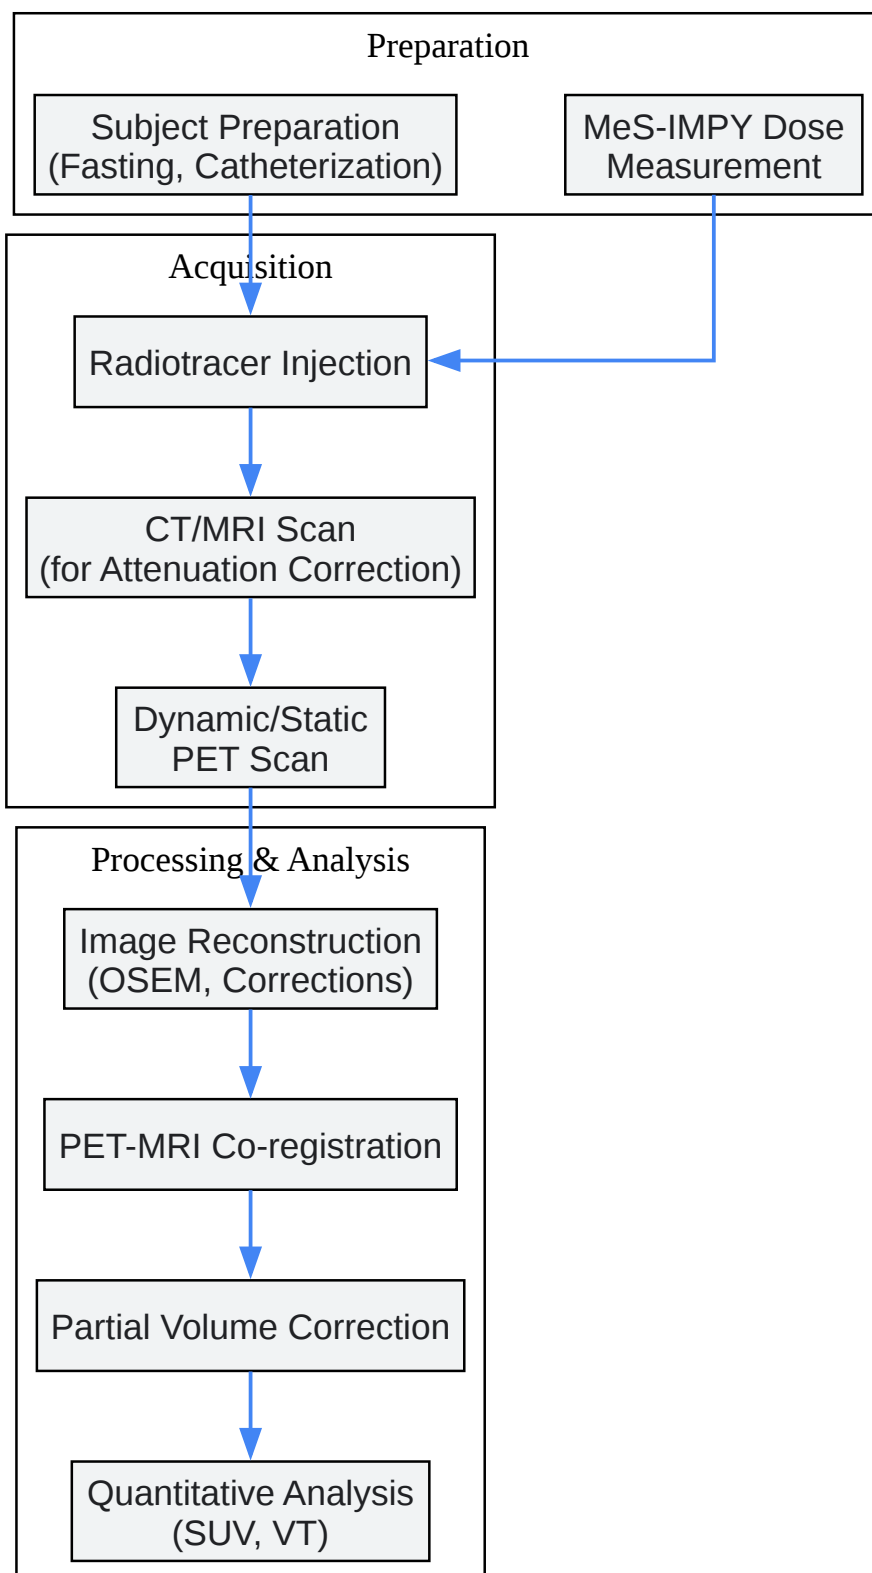 Preparation
Subject Preparation
(Fasting, Catheterization)
MeS-IMPY Dose
Measurement
Acquisition
Radiotracer Injection
CT/MRI Scan
(for Attenuation Correction)
Dynamic/Static
PET Scan
Processing & Analysis
Image Reconstruction
(OSEM, Corrections)
PET-MRI Co-registration
Partial Volume Correction
Quantitative Analysis
(SUV, VT)